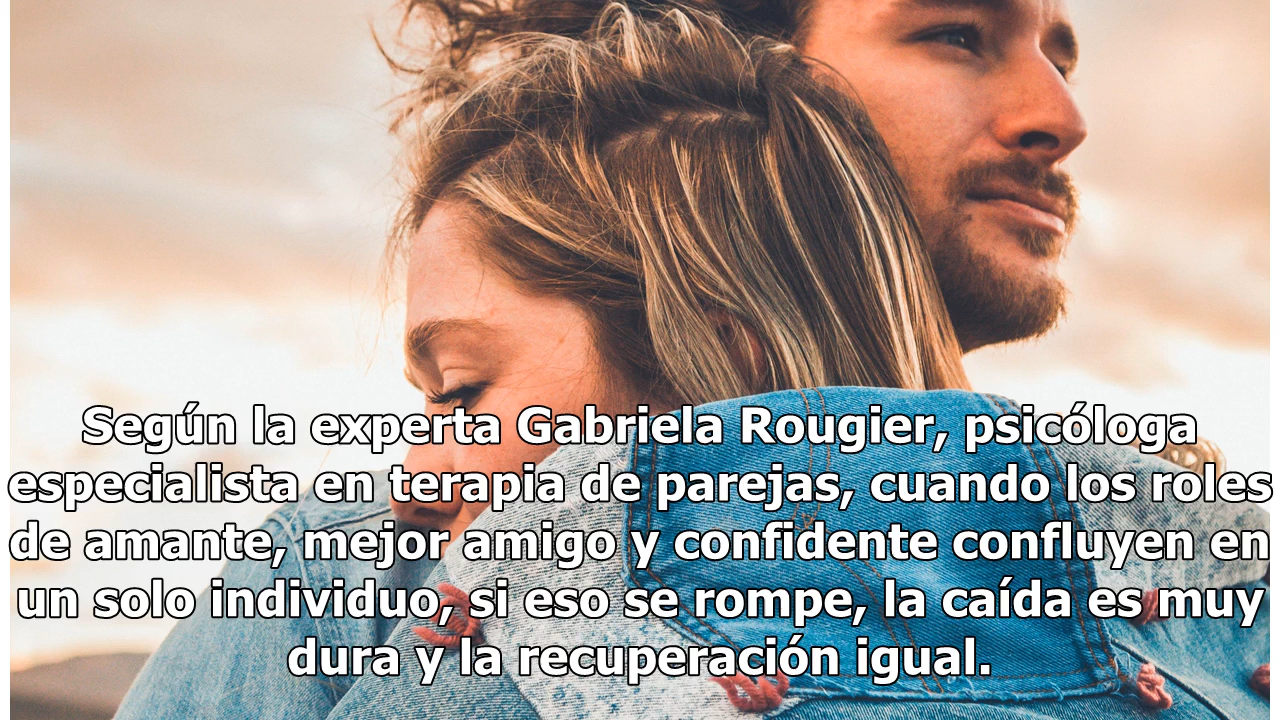 Según la experta Gabriela Rougier, psicóloga
especialista en terapia de parejas, cuando los roles
de amante, mejor amigo y confidente confluyen en
un solo individuo, si eso se rompe, la caída es muy
dura y la recuperación igual.